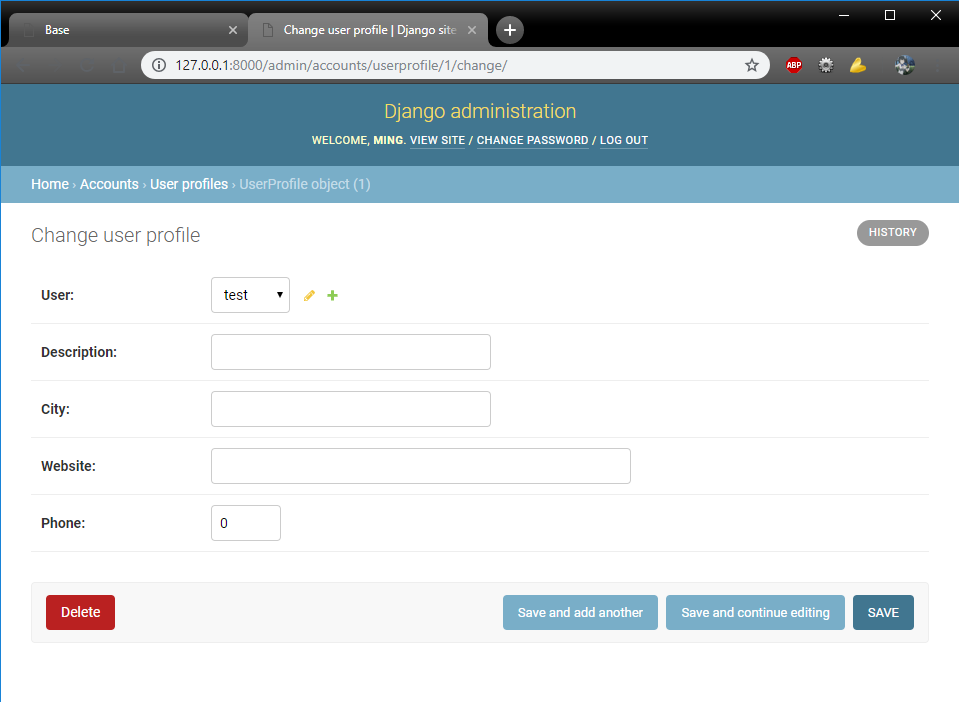 Base
Change user profile | Django site
127.0.0.1:8000/admin/accounts/userprofile/1/change/
ABP
Django administration
WELCOME, MING. VIEW SITE / CHANGE PASSWORD / LOG OUT
Home › Accounts › User profiles › UserProfile object (1)
Change user profile
HISTORY
User:
test
Description:
City:
Website:
Phone:
0
Delete
Save and add another
Save and continue editing
SAVE